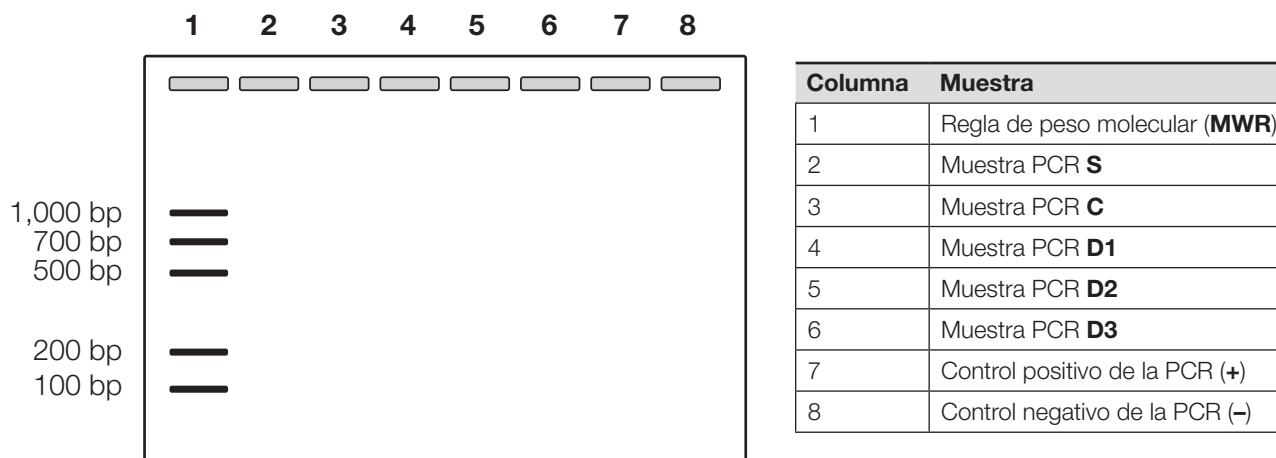 1 2 3 4 5 6 7 8
1,000 bp
700 bp
500 bp
200 bp
100 bp
Columna Muestra
1 Regla de peso molecular (MWR)
2 Muestra PCR S
3 Muestra PCR C
4 Muestra PCR D1
5 Muestra PCR D2
6 Muestra PCR D3
7 Control positivo de la PCR (+)
8 Control negativo de la PCR (–)